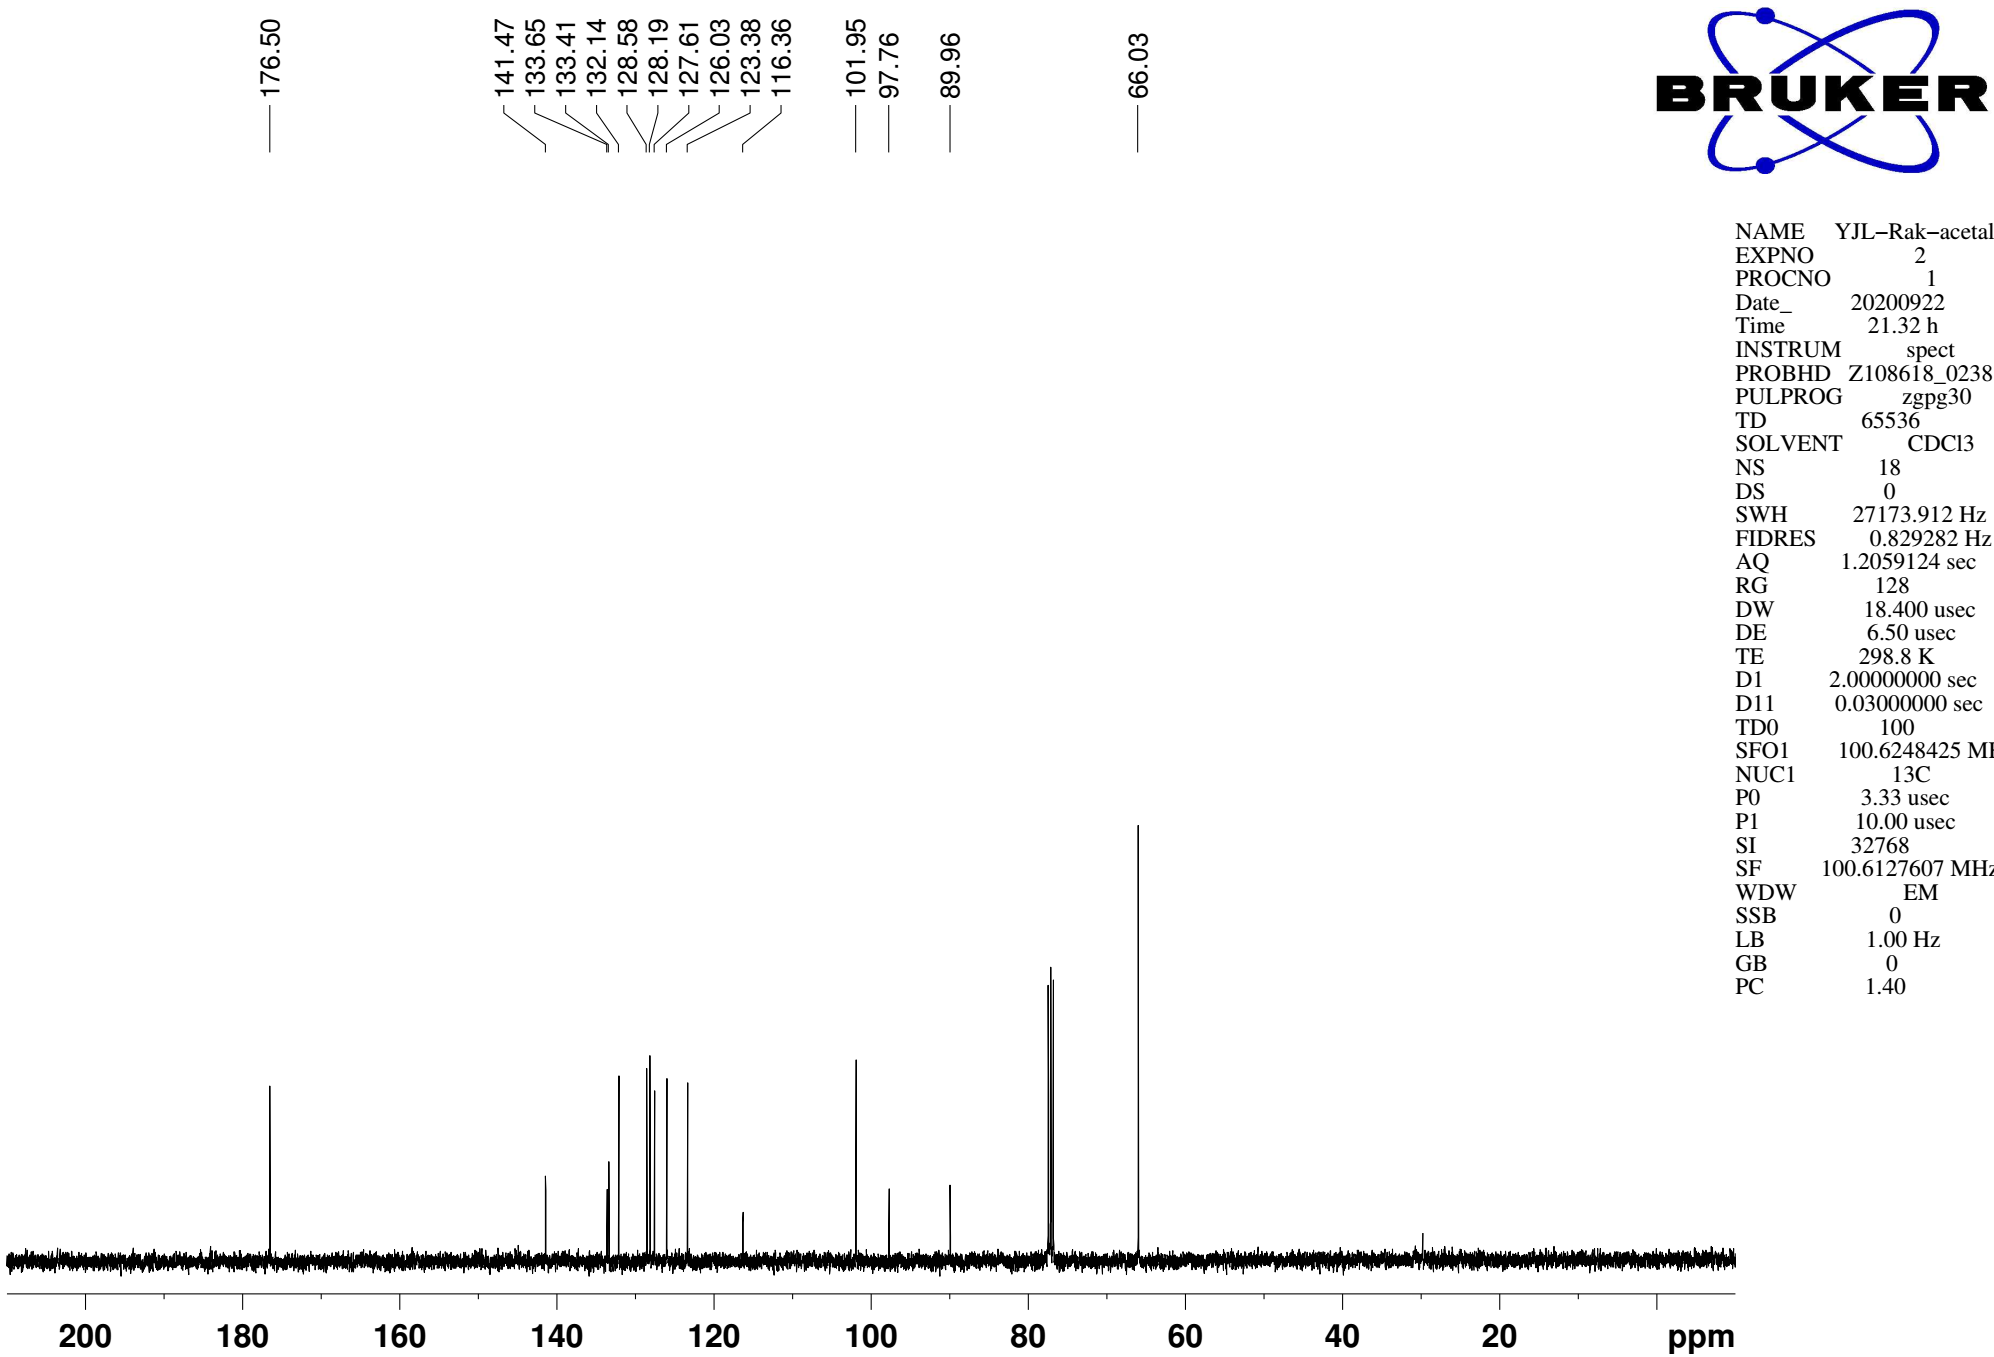 176.50
141.47
133.65
133.41
132.14
128.58
128.19
127.61
126.03
123.38
116.36
101.95
97.76
89.96
66.03
BRUKER
NAME YJL-Rak-acetal
EXPNO 2
PROCNO 1
Date_ 20200922
Time 21.32 h
INSTRUM spect
PROBHD Z108618_0238
PULPROG zgpg30
TD 65536
SOLVENT CDCl3
NS 18
DS 0
SWH 27173.912 Hz
FIDRES 0.829282 Hz
AQ 1.2059124 sec
RG 128
DW 18.400 usec
DE 6.50 usec
TE 298.8 K
D1 2.00000000 sec
D11 0.03000000 sec
TD0 100
SFO1 100.6248425
NUC1 13C
P0 3.33 usec
P1 10.00 usec
SI 32768
SF 100.6127607 MHz
WDW EM
SSB 0
LB 1.00 Hz
GB 0
PC 1.40
200 180 160 140 120 100 80 60 40 20 ppm